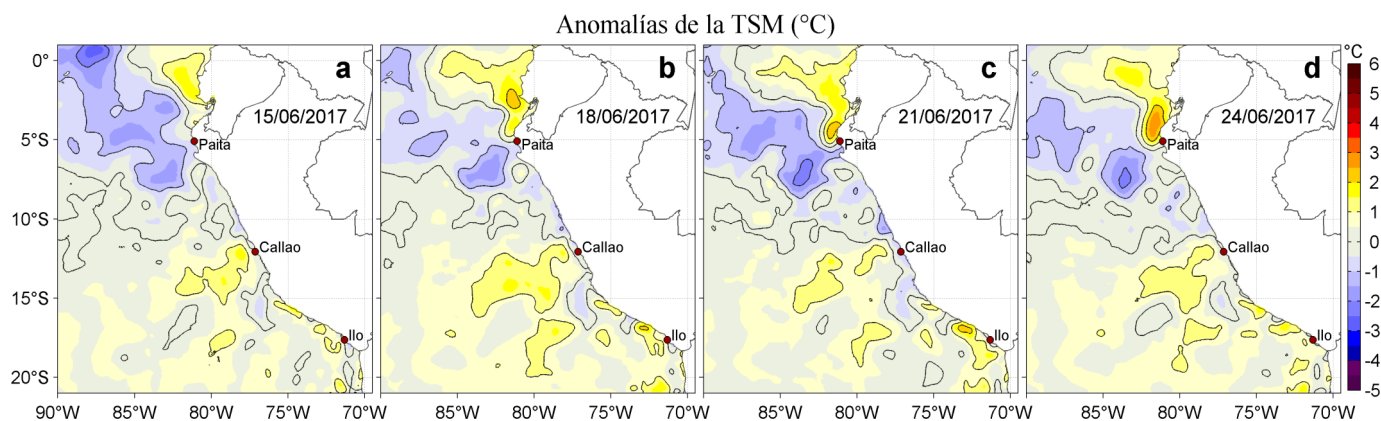 Anomalías de la TSM (°C)
a
15/06/2017
Paita
Callao
Ilo
b
18/06/2017
Paita
Callao
Ilo
c
21/06/2017
Paita
Callao
Ilo
d
24/06/2017
Paita
Callao
Ilo
0°
5°S
10°S
15°S
20°S
90°W 85°W 80°W 75°W 70°W
85°W 80°W 75°W 70°W
85°W 80°W 75°W 70°W
85°W 80°W 75°W 70°W
°C
6
5
4
3
2
1
0
-1
-2
-3
-4
-5